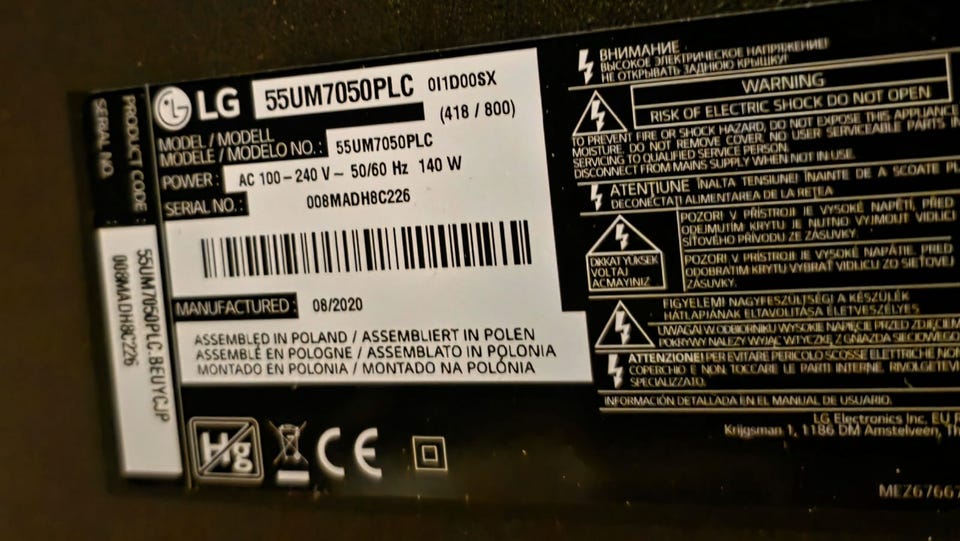 LG 55UM7050PLC 0I1D00SX
(418 / 800)
MODEL / MODELL
MODELE / MODELO NO.: 55UM7050PLC
POWER: AC 100-240 V~ 50/60 Hz 140 W
SERIAL NO.: 008MADH8C226
MANUFACTURED: 08/2020
ASSEMBLED IN POLAND / ASSEMBLIERT IN POLEN
ASSEMBLÉ EN POLOGNE / ASSEMBLATO IN POLONIA
MONTADO EN POLONIA / MONTADO NA POLÓNIA
PRODUCT CODE:
SERIAL NO.
55UM7050PLC.BEUYCJP
008MADH8C226
Hg
CE
ВНИМАНИЕ
ВЫСОКОЕ ЭЛЕКТРИЧЕСКОЕ НАПРЯЖЕНИЕ!
НЕ ОТКРЫВАТЬ ЗАДНЮЮ КРЫШКУ!
WARNING
RISK OF ELECTRIC SHOCK DO NOT OPEN
TO PREVENT FIRE OR SHOCK HAZARD, DO NOT EXPOSE THIS APPLIANCE
MOISTURE. DO NOT REMOVE COVER. NO USER SERVICEABLE PARTS IN
SERVICING TO QUALIFIED SERVICE PERSON.
DISCONNECT FROM MAINS SUPPLY WHEN NOT IN USE.
ATENȚIUNE ÎNALTA TENSIUNE! ÎNAINTE DE A SCOATE
DECONECTAȚI ALIMENTAREA DE LA REȚEA
DIKKAT YUKSEK
VOLTAJ
ACMAYINIZ
POZOR! V PŘÍSTROJI JE VYSOKÉ NAPĚTÍ, PŘED
ODEJMUTÍM KRYTU JE NUTNO VYJMOUT VIDLICI
SÍŤOVÉHO PŘÍVODU ZE ZÁSUVKY.
POZOR! V PRÍSTROJI JE VYSOKÉ NAPÄTIE PRED
ODOBRATIM KRYTU VYBRAŤ VIDLICU ZO SIEŤOVEJ
ZÁSUVKY.
FIGYELEM! NAGYFESZÜLTSÉG! A KÉSZÜLÉK
HÁTLAPJÁNAK ELTÁVOLÍTÁSA ÉLETVESZÉLYES
UWAGA! W ODBIORNIKU WYSOKIE NAPIĘCIE PRZED ZDJĘCIEM
POKRYWY NALEŻY WYJĄĆ WTYCZKĘ Z GNIAZDA SIECIOWEGO
ATTENZIONE! PER EVITARE PERICOLO SCOSSE ELETTRICHE NON
COPERCHIO E NON TOCCARE LE PARTI INTERNE. RIVOLGETEVI
SPECIALIZZATO.
INFORMACIÓN DETALLADA EN EL MANUAL DE USUARIO.
LG Electronics Inc. EU
Krijgsman 1, 1186 DM Amstelveen, Th
MEZ67667